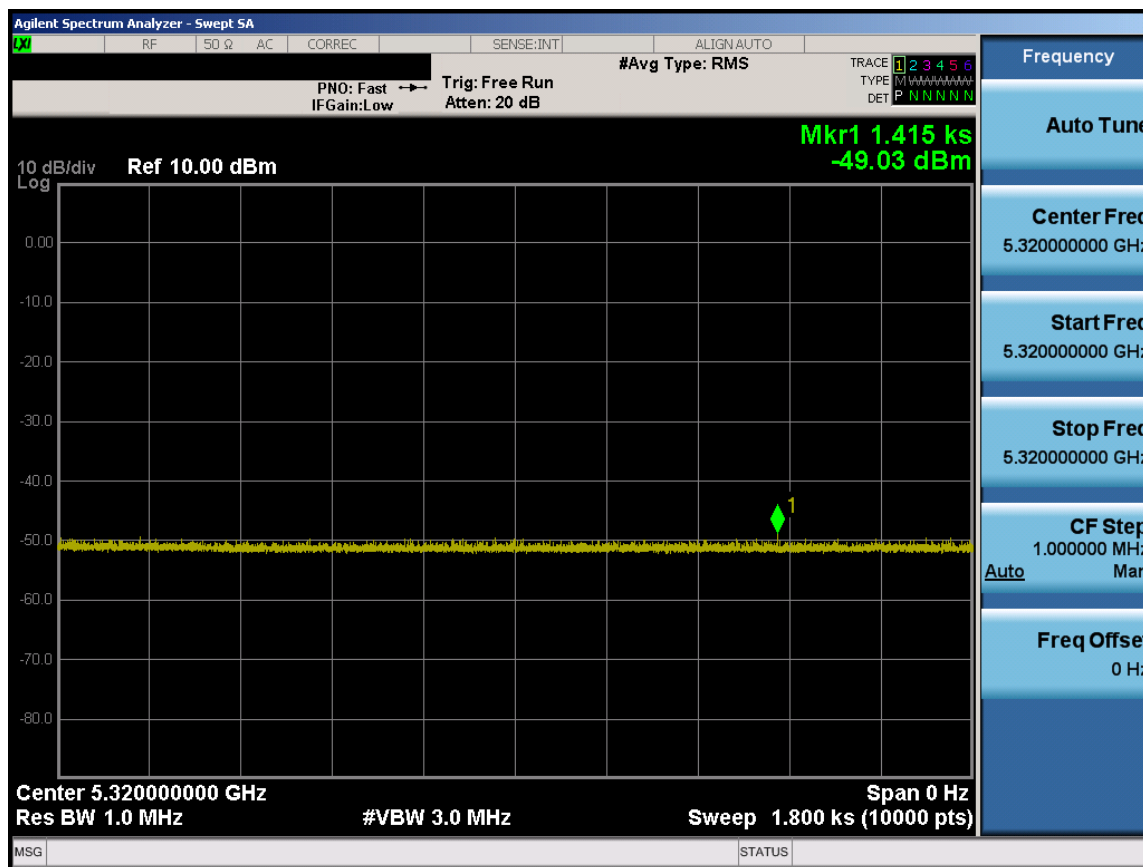 Agilent Spectrum Analyzer - Swept SA
LXI RF 50 Ω AC CORREC SENSE:INT ALIGN AUTO
#Avg Type: RMS
TRACE 1 2 3 4 5 6
TYPE M WWWWW
DET P N N N N N
PNO: Fast
IFGain:Low
Trig: Free Run
Atten: 20 dB
Mkr1 1.415 ks
-49.03 dBm
10 dB/div Ref 10.00 dBm
Log
0.00
-10.0
-20.0
-30.0
-40.0
1
-50.0
-60.0
-70.0
-80.0
Center 5.320000000 GHz Span 0 Hz
Res BW 1.0 MHz #VBW 3.0 MHz Sweep 1.800 ks (10000 pts)
MSG STATUS
Frequency
Auto Tune
Center Freq
5.320000000 GHz
Start Freq
5.320000000 GHz
Stop Freq
5.320000000 GHz
CF Step
1.000000 MHz
Auto Man
Freq Offset
0 Hz